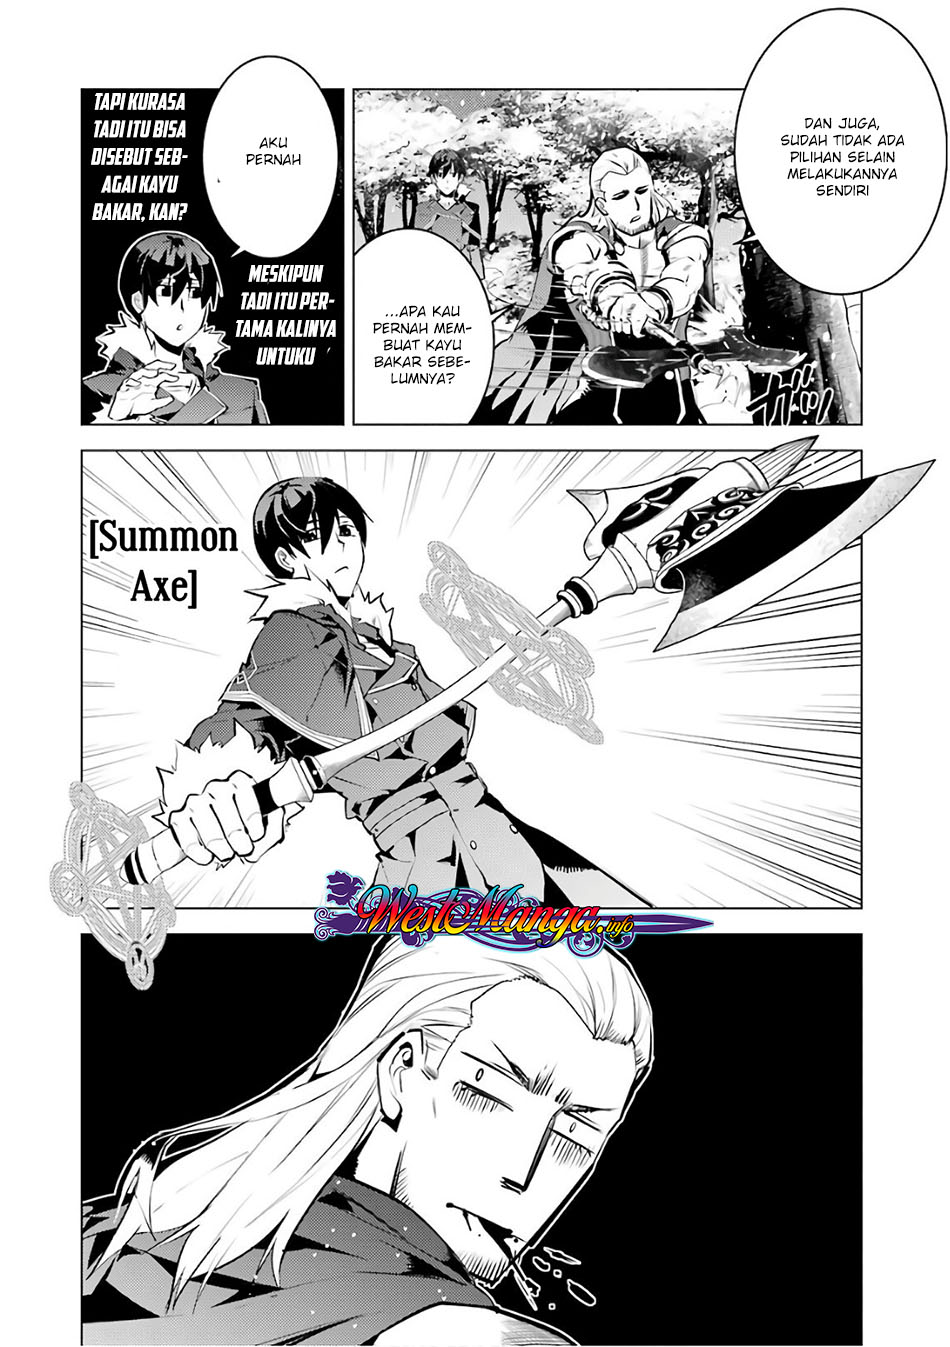 DAN JUGA,
SUDAH TIDAK ADA
PILIHAN SELAIN
MELAKUKANNYA
SENDIRI
...APA KAU
PERNAH MEM-
BUAT KAYU
BAKAR SEBE-
LUMNYA?
AKU
PERNAH
MESKIPUN
TADI ITU PER-
TAMA KALINYA
UNTUKU
TAPI KURASA
TADI ITU BISA
DISEBUT SEB-
AGAI KAYU
BAKAR, KAN?
[Summon
Axe]
WestManga.info